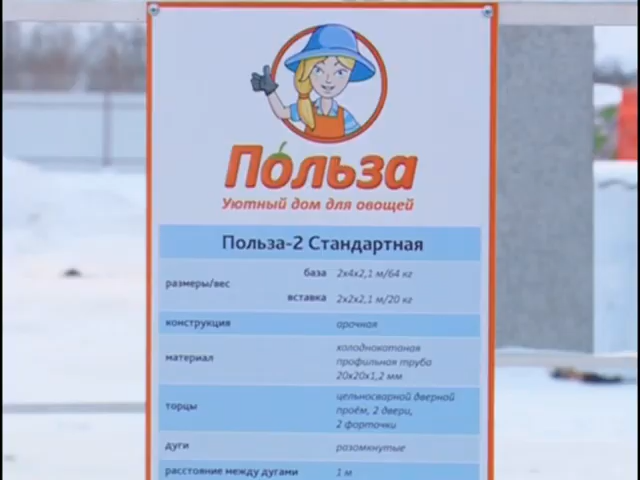 Польза
Уютный дом для овощей
Польза-2 Стандартная
размеры/вес
база 2х4х2,1 м/64 кг
вставка 2х2х2,1 м/20 кг
конструкция арочная
материал
холоднокатаная
профильная труба
20х20х1,2 мм
торцы
цельносварной дверной
проём, 2 двери,
2 форточки
дуги разомкнутые
расстояние между дугами 1 м